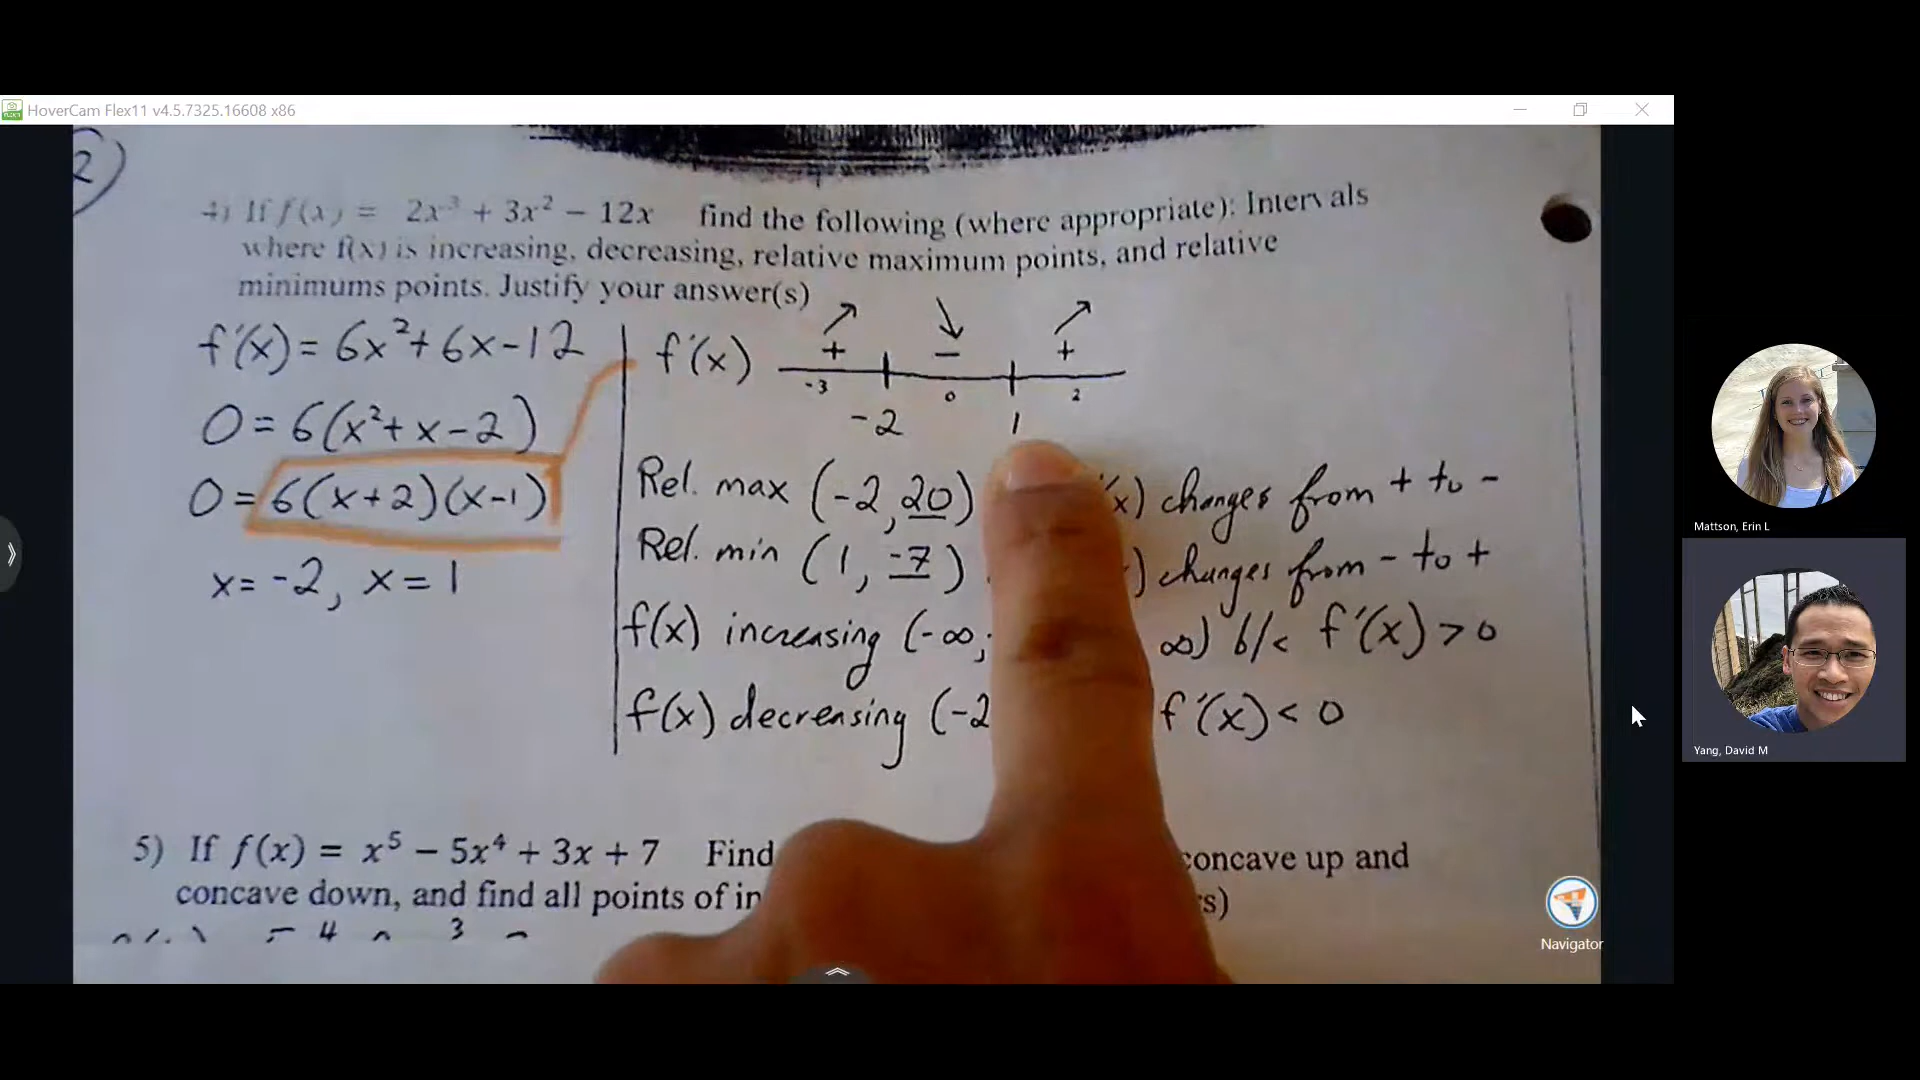 HoverCam Flex11 v4.5.7325.16608 x86
2
4) If f(x) = 2x³ + 3x² − 12x find the following (where appropriate): Intervals
where f(x) is increasing, decreasing, relative maximum points, and relative
minimums points. Justify your answer(s)
f'(x) = 6x²+6x-12
0 = 6(x²+x-2)
0 = 6(x+2)(x-1)
x = -2, x = 1
f'(x) + − +
-3 0 2
-2 1
Rel. max (-2, 20) x) changes from + to -
Rel. min (1, -7) ) changes from - to +
f(x) increasing (-∞, ∞) b/c f'(x) > 0
f(x) decreasing (-2 f'(x) < 0
5) If f(x) = x⁵ − 5x⁴ + 3x + 7 Find concave up and
concave down, and find all points of in s)
Navigator
Mattson, Erin L
Yang, David M